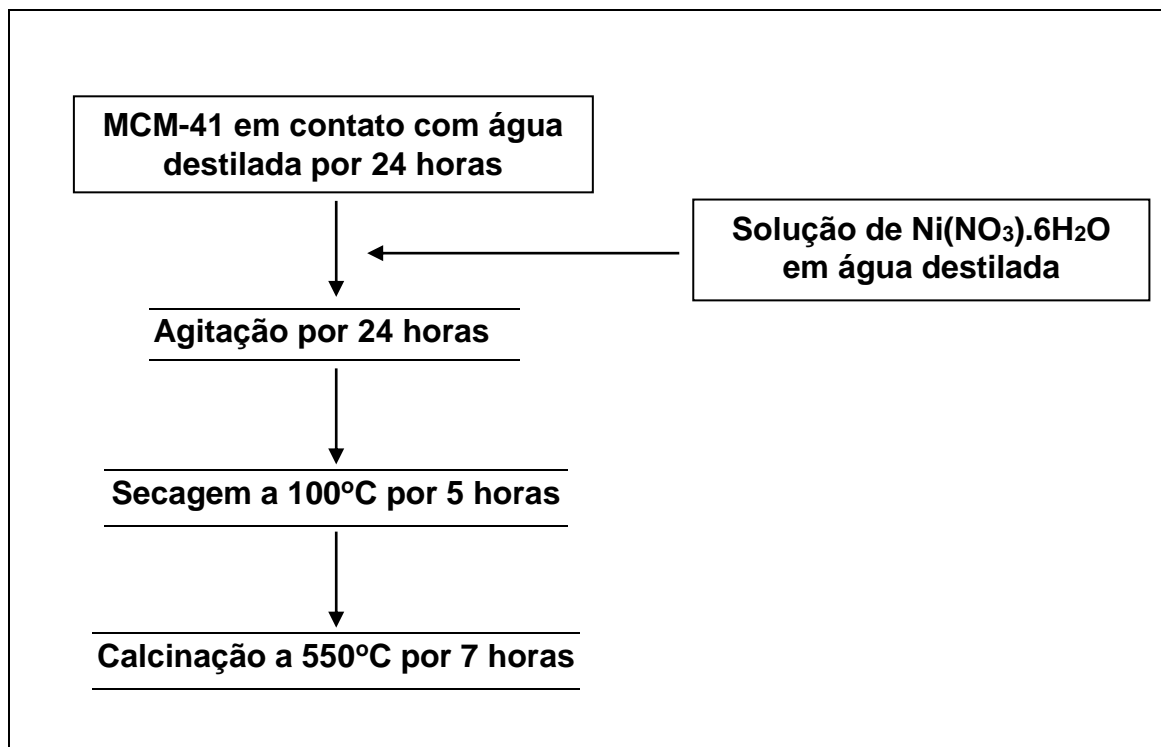 MCM-41 em contato com água
destilada por 24 horas
Solução de Ni(NO₃).6H₂O
em água destilada
Agitação por 24 horas
Secagem a 100ºC por 5 horas
Calcinação a 550ºC por 7 horas